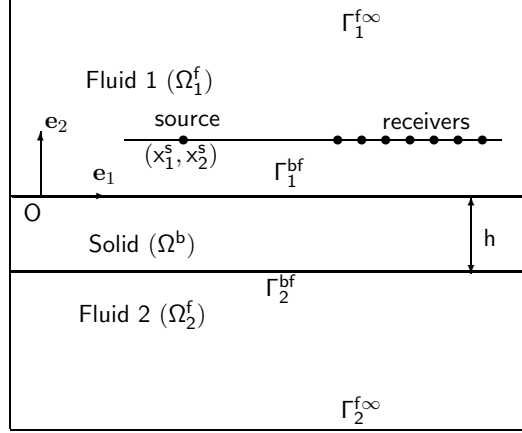 Γ₁^f∞
Fluid 1 (Ω₁^f)
e₂
source
receivers
(x₁^s, x₂^s)
Γ₁^bf
e₁
O
Solid (Ω^b)
h
Γ₂^bf
Fluid 2 (Ω₂^f)
Γ₂^f∞